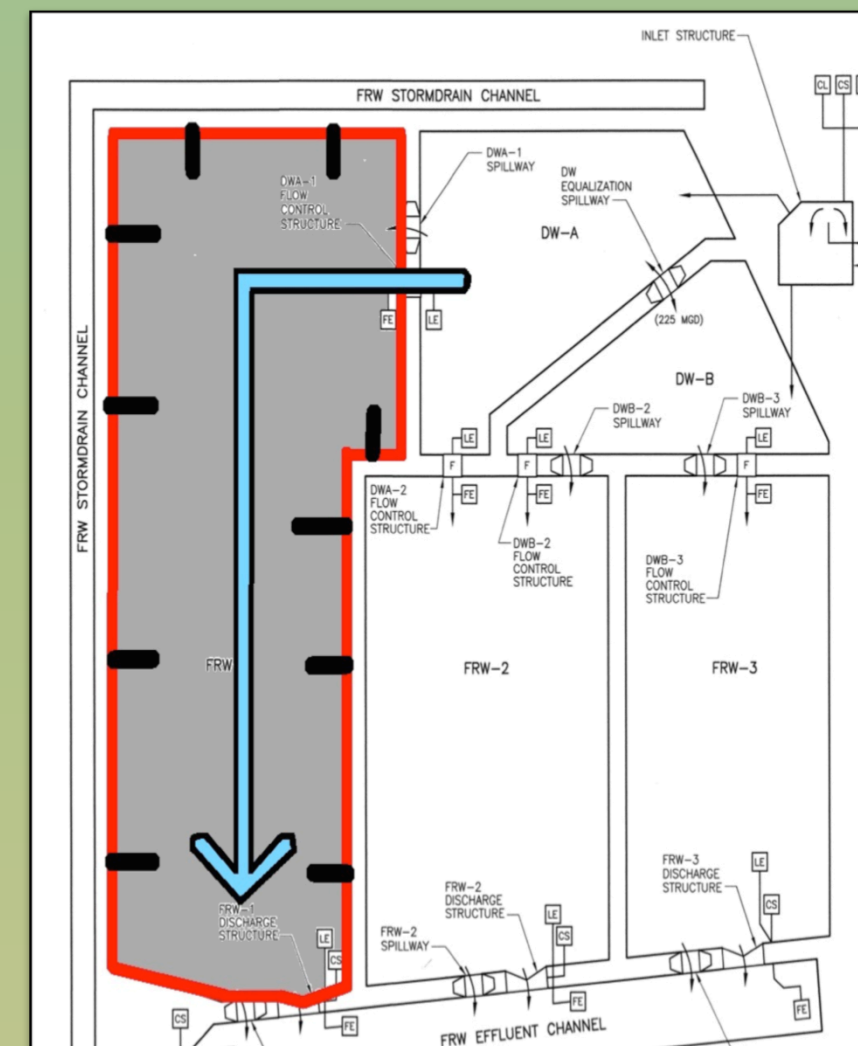 INLET STRUCTURE
CL
CS
FRW STORMDRAIN CHANNEL
DWA-1
SPILLWAY
DW
EQUALIZATION
SPILLWAY
DWA-1
FLOW
CONTROL
STRUCTURE
DW-A
(225 MGD)
FE
LE
FRW STORMDRAIN CHANNEL
DW-B
DWB-2
SPILLWAY
DWB-3
SPILLWAY
LE
LE
LE
F
F
F
FE
FE
FE
DWA-2
FLOW
CONTROL
STRUCTURE
DWB-2
FLOW
CONTROL
STRUCTURE
DWB-3
FLOW
CONTROL
STRUCTURE
FRW
FRW-2
FRW-3
FRW-1
DISCHARGE
STRUCTURE
LE
CS
FE
FRW-2
DISCHARGE
STRUCTURE
FRW-2
SPILLWAY
LE
CS
FE
FRW-3
DISCHARGE
STRUCTURE
LE
CS
FE
CS
FRW EFFLUENT CHANNEL